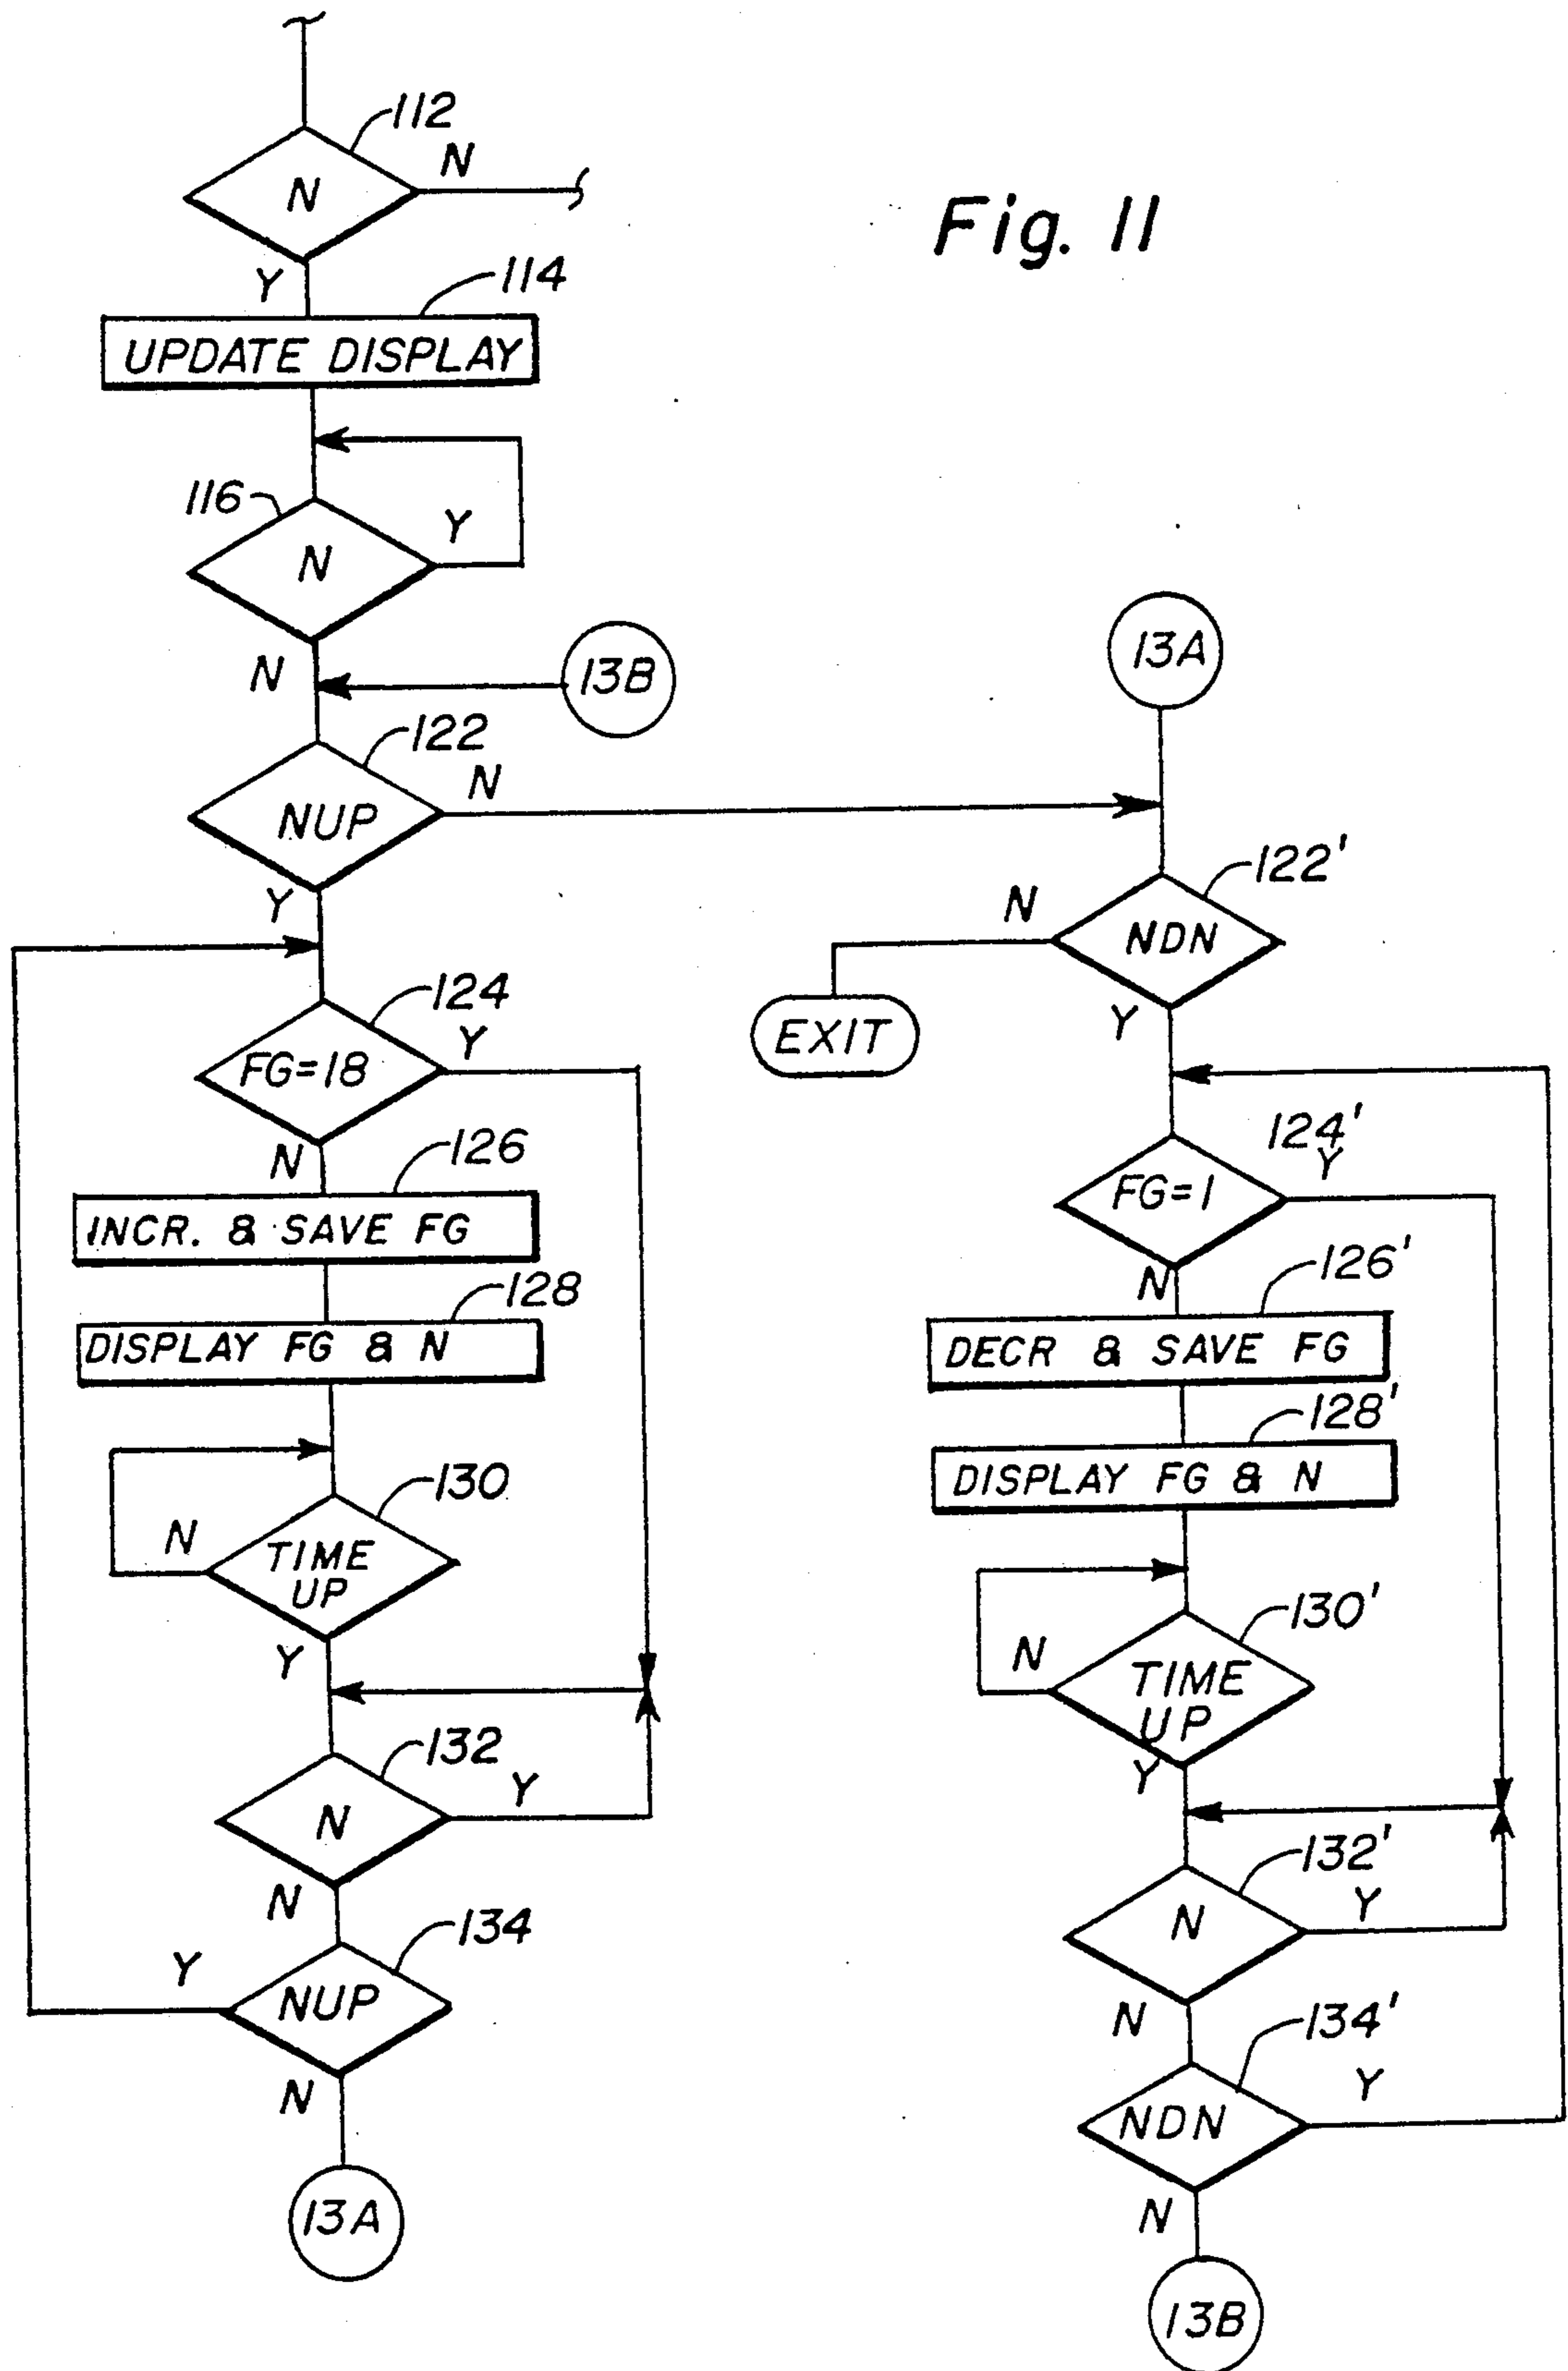 Fig. 11
112
N
N
Y
114
UPDATE DISPLAY
116
N
Y
N
13B
122
NUP
N
Y
124
FG=18
Y
N
126
INCR. & SAVE FG
128
DISPLAY FG & N
130
N
TIME
UP
Y
132
N
Y
N
134
Y
NUP
N
13A
13A
122'
N
NDN
EXIT
Y
124'
Y
FG=1
N
126'
DECR & SAVE FG
128'
DISPLAY FG & N
130'
N
TIME
UP
Y
132'
N
Y
N
134'
Y
NDN
N
13B